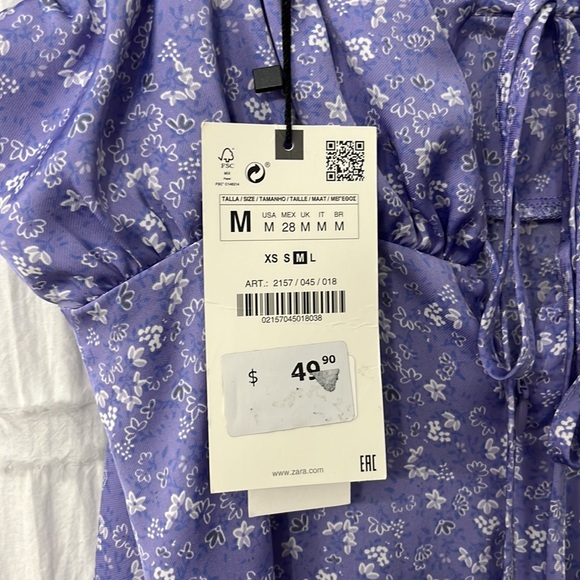 FSC
TALLA / SIZE / TAMANHO / TAILLE / MAAT / ΜΕΓΕΘΟΣ
M USA MEX UK IT BR
M 28 M M M
XS S M L
ART.: 2157 / 045 / 018
02157045018038
$ 49 90
www.zara.com
EAC